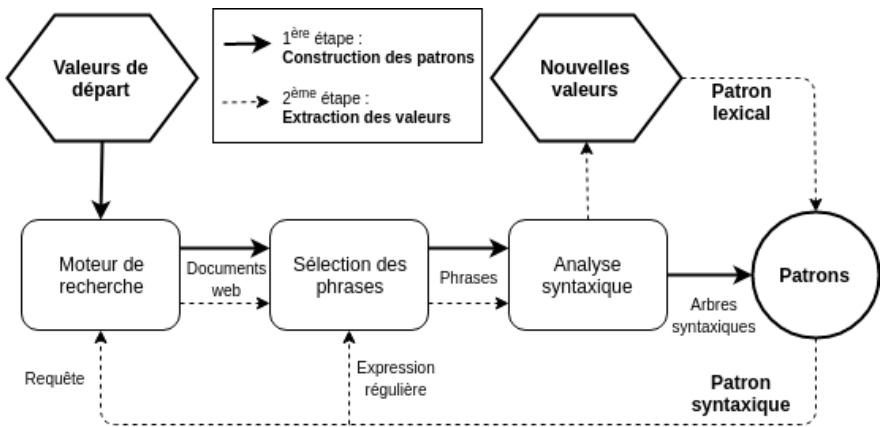 Valeurs de
départ
1ère étape :
Construction des patrons
2ème étape :
Extraction des valeurs
Nouvelles
valeurs
Patron
lexical
Moteur de
recherche
Documents
web
Sélection des
phrases
Phrases
Analyse
syntaxique
Arbres
syntaxiques
Patrons
Requête
Expression
régulière
Patron
syntaxique